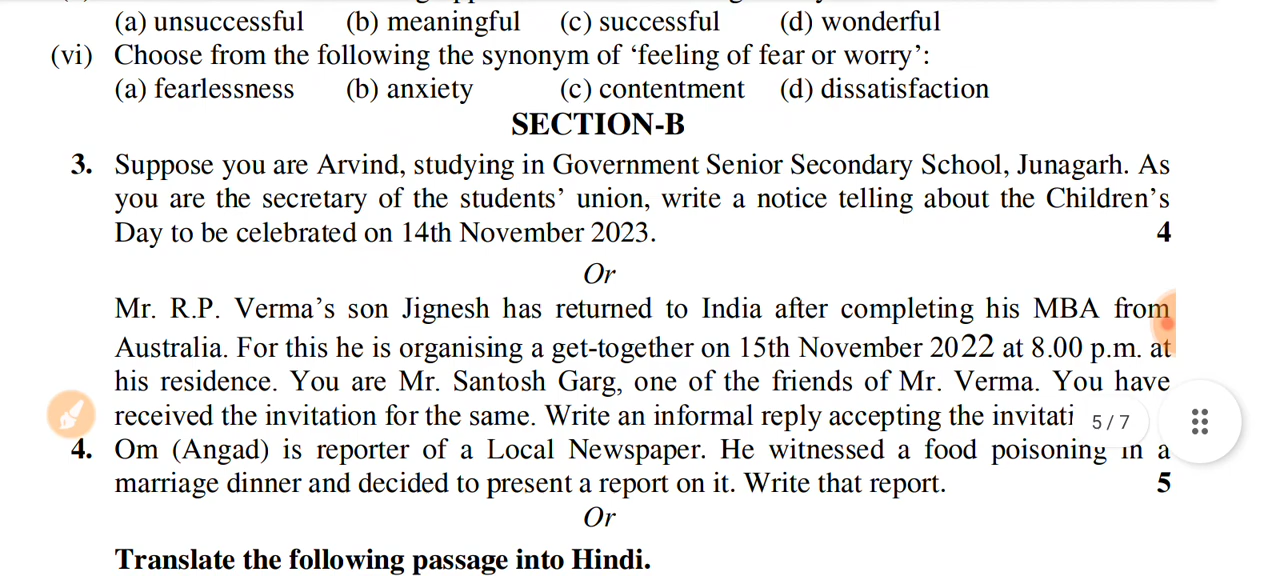 (a) unsuccessful (b) meaningful (c) successful (d) wonderful
(vi) Choose from the following the synonym of ‘feeling of fear or worry’:
(a) fearlessness (b) anxiety (c) contentment (d) dissatisfaction
SECTION-B
3. Suppose you are Arvind, studying in Government Senior Secondary School, Junagarh. As
you are the secretary of the students’ union, write a notice telling about the Children’s
Day to be celebrated on 14th November 2023. 4
Or
Mr. R.P. Verma’s son Jignesh has returned to India after completing his MBA from
Australia. For this he is organising a get-together on 15th November 2022 at 8.00 p.m. at
his residence. You are Mr. Santosh Garg, one of the friends of Mr. Verma. You have
received the invitation for the same. Write an informal reply accepting the invitati 5/7
4. Om (Angad) is reporter of a Local Newspaper. He witnessed a food poisoning in a
marriage dinner and decided to present a report on it. Write that report. 5
Or
Translate the following passage into Hindi.